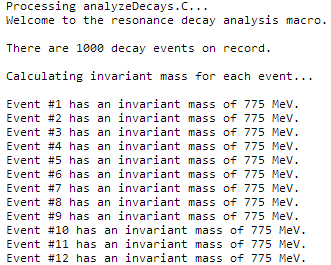 Processing analyzeDecays.C...
Welcome to the resonance decay analysis macro.
There are 1000 decay events on record.
Calculating invariant mass for each event...
Event #1 has an invariant mass of 775 MeV.
Event #2 has an invariant mass of 775 MeV.
Event #3 has an invariant mass of 775 MeV.
Event #4 has an invariant mass of 775 MeV.
Event #5 has an invariant mass of 775 MeV.
Event #6 has an invariant mass of 775 MeV.
Event #7 has an invariant mass of 775 MeV.
Event #8 has an invariant mass of 775 MeV.
Event #9 has an invariant mass of 775 MeV.
Event #10 has an invariant mass of 775 MeV.
Event #11 has an invariant mass of 775 MeV.
Event #12 has an invariant mass of 775 MeV.